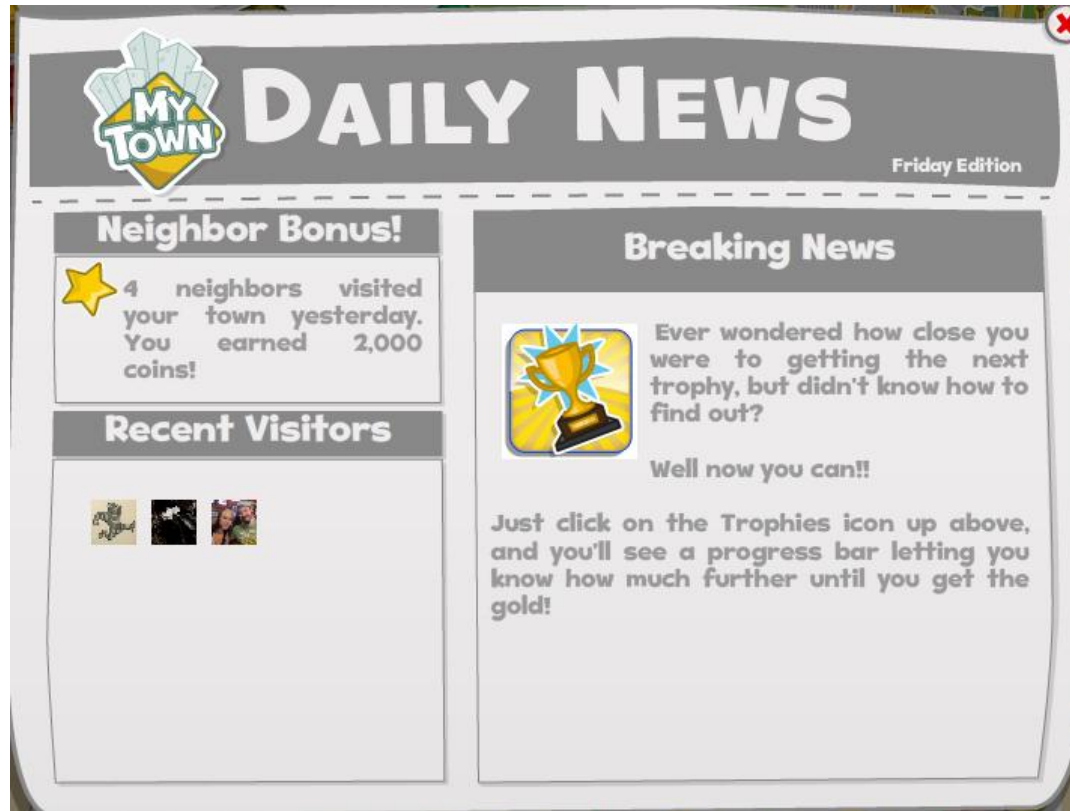 MY
TOWN
DAILY NEWS
Friday Edition
Neighbor Bonus!
4 neighbors visited
your town yesterday.
You earned 2,000
coins!
Recent Visitors
Breaking News
Ever wondered how close you
were to getting the next
trophy, but didn't know how to
find out?
Well now you can!!
Just click on the Trophies icon up above,
and you'll see a progress bar letting you
know how much further until you get the
gold!